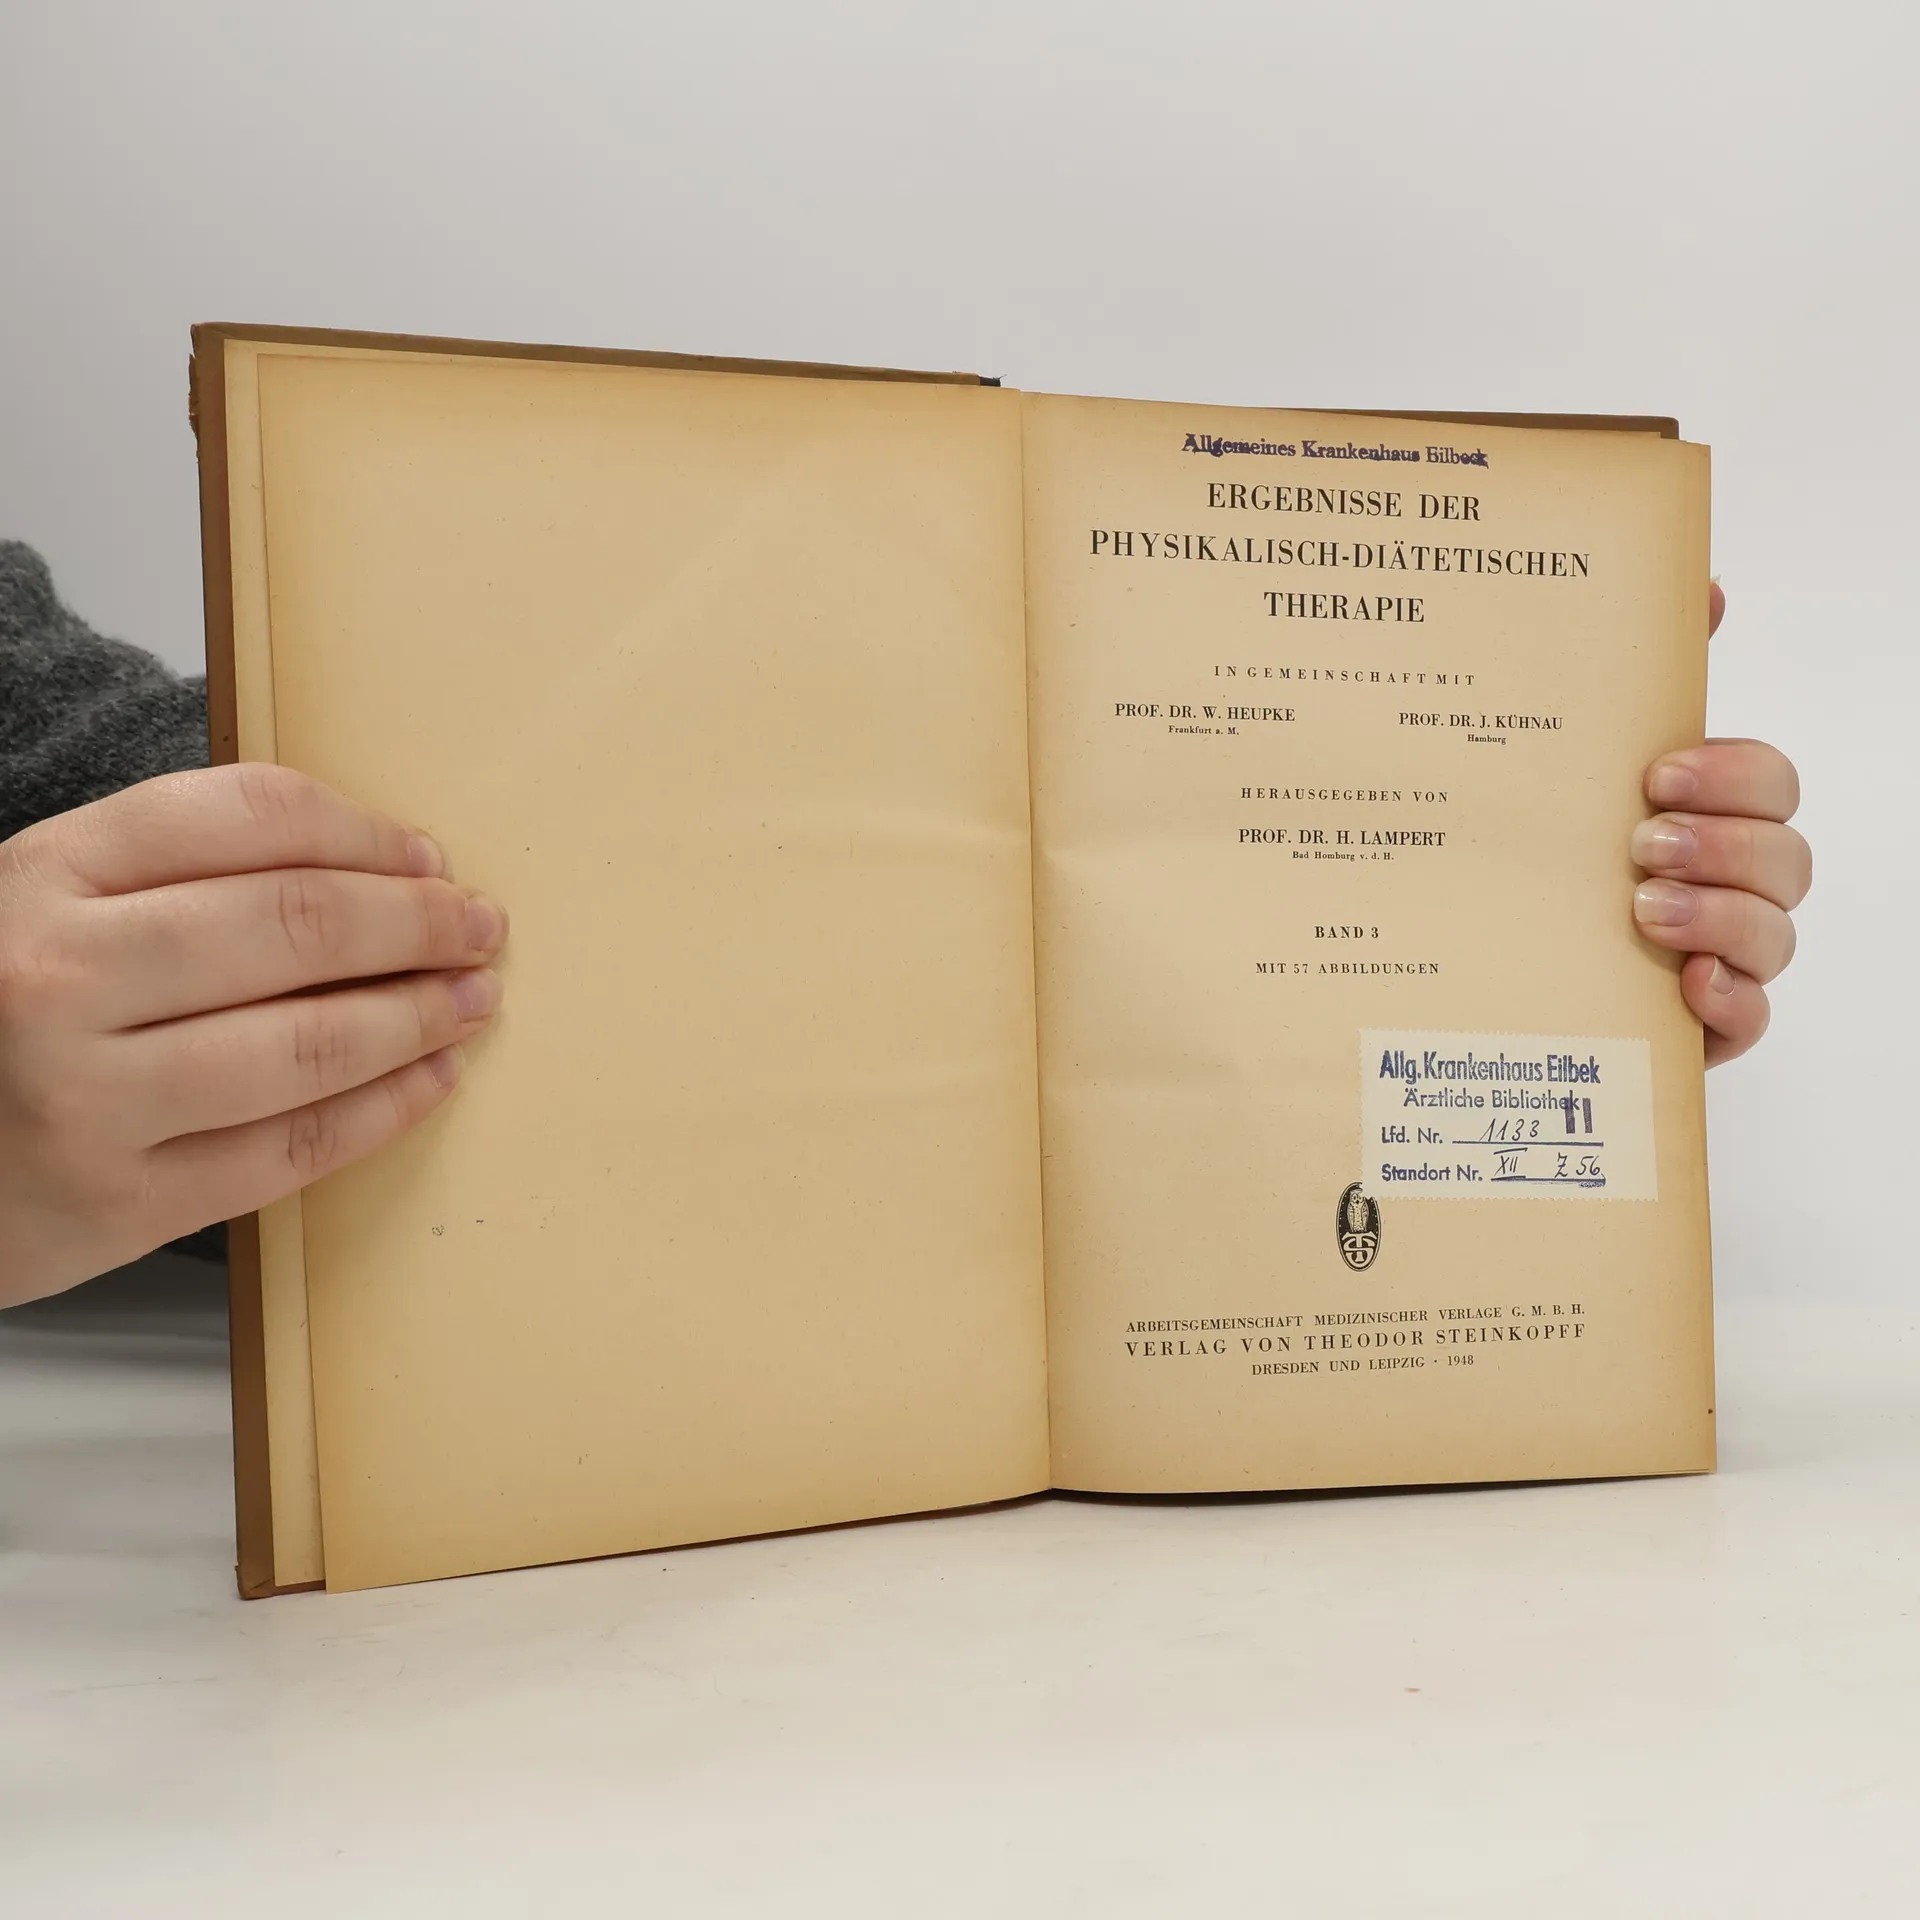 Allgemeines Krankenhaus Eilbeck
ERGEBNISSE DER
PHYSIKALISCH-DIÄTETISCHEN
THERAPIE
IN GEMEINSCHAFT MIT
PROF. DR. W. HEUPKE PROF. DR. J. KÜHNAU
Frankfurt a. M. Hamburg
HERAUSGEGEBEN VON
PROF. DR. H. LAMPERT
Bad Homburg v. d. H.
BAND 3
MIT 57 ABBILDUNGEN
Allg. Krankenhaus Eilbek
Ärztliche Bibliothek
II
Lfd. Nr. 1133
Standort Nr. XII Z 56
TS
ARBEITSGEMEINSCHAFT MEDIZINISCHER VERLAGE G. M. B. H.
VERLAG VON THEODOR STEINKOPFF
DRESDEN UND LEIPZIG · 1948